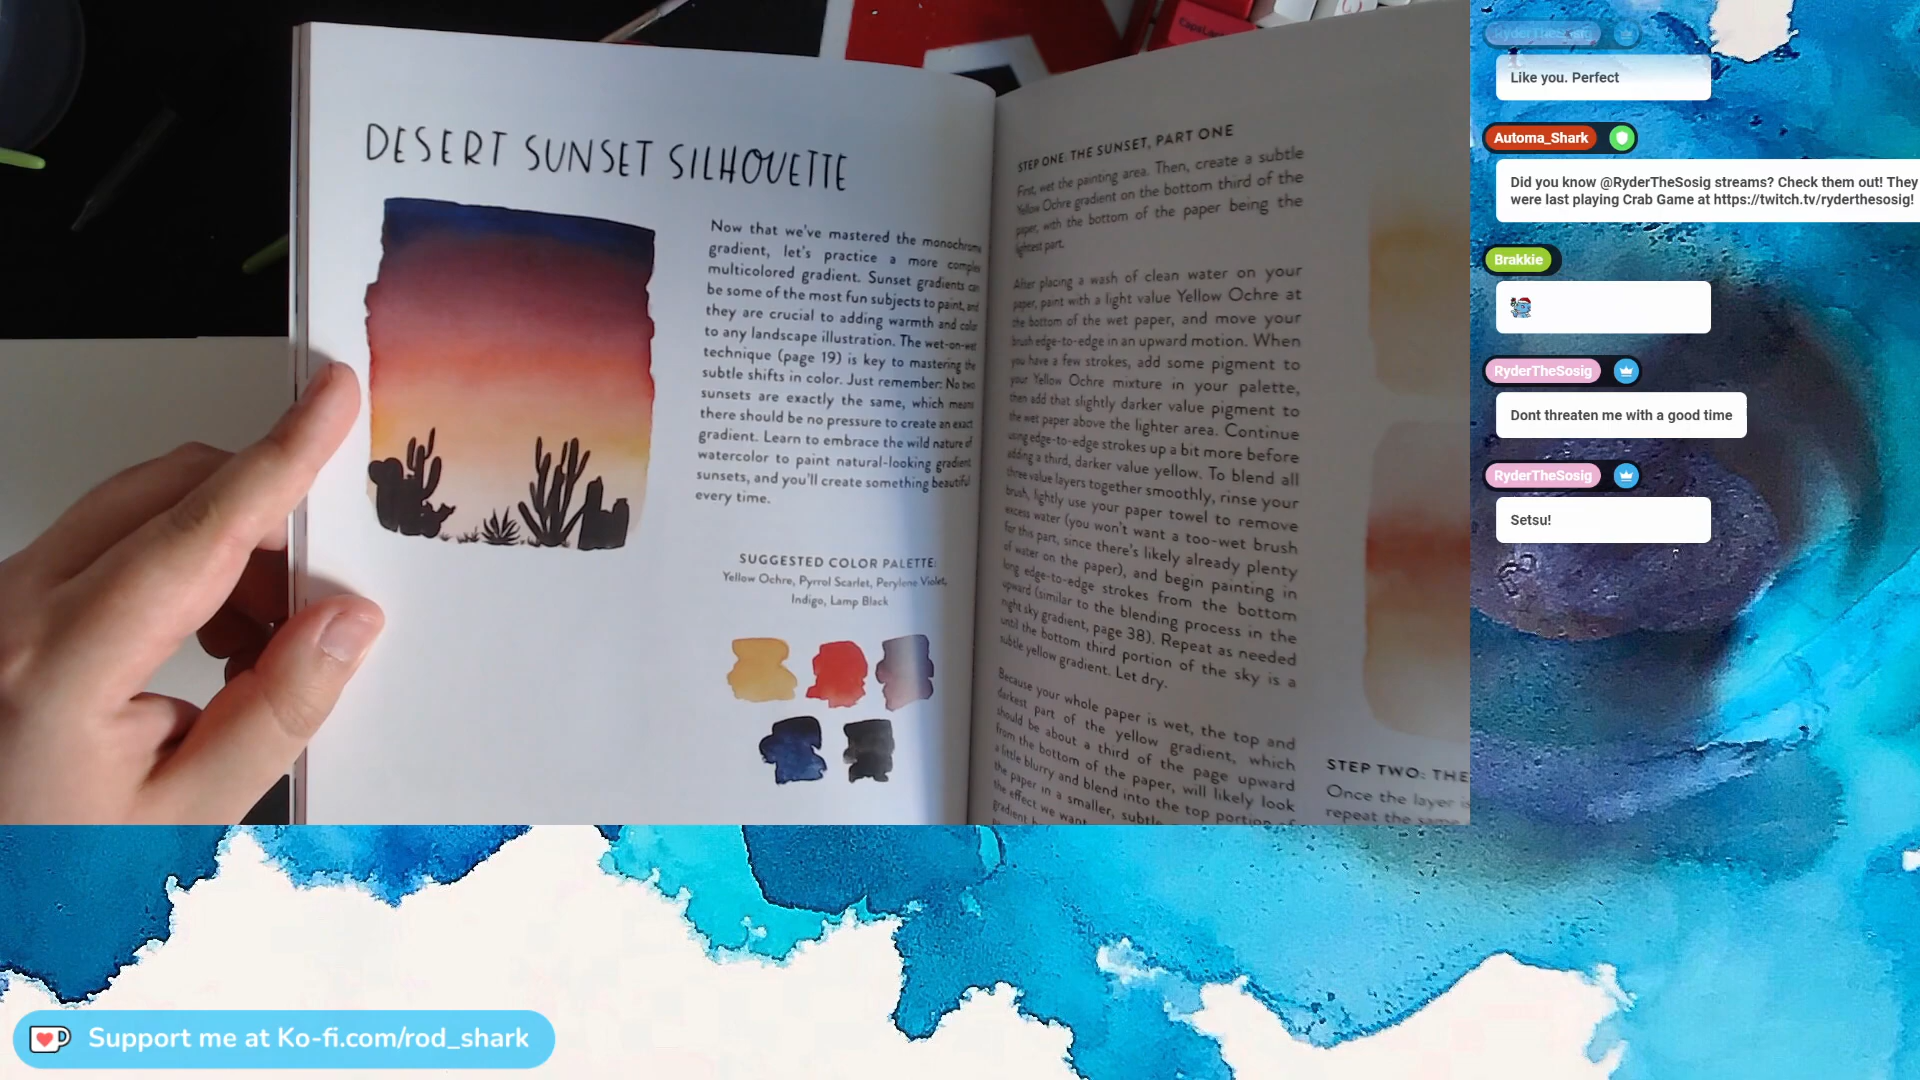 DESERT SUNSET SILHOUETTE
Now that we've mastered the monochrome
gradient, let's practice a more complex
multicolored gradient. Sunset gradients can
be some of the most fun subjects to paint, and
they are crucial to adding warmth and color
to any landscape illustration. The wet-on-wet
technique (page 19) is key to mastering the
subtle shifts in color. Just remember: No two
sunsets are exactly the same, which means
there should be no pressure to create an exact
gradient. Learn to embrace the wild nature of
watercolor to paint natural-looking gradient
sunsets, and you'll create something beautiful
every time.
SUGGESTED COLOR PALETTE:
Yellow Ochre, Pyrrol Scarlet, Perylene Violet,
Indigo, Lamp Black
STEP ONE: THE SUNSET, PART ONE
First, wet the painting area. Then, create a subtle
Yellow Ochre gradient on the bottom third of the
paper, with the bottom of the paper being the
lightest part.
After placing a wash of clean water on your
paper, paint with a light value Yellow Ochre at
the bottom of the wet paper, and move your
brush edge-to-edge in an upward motion. When
you have a few strokes, add some pigment to
your Yellow Ochre mixture in your palette,
then add that slightly darker value pigment to
the wet paper above the lighter area. Continue
using edge-to-edge strokes up a bit more before
adding a third, darker value yellow. To blend all
three value layers together smoothly, rinse your
brush, lightly use your paper towel to remove
excess water (you won't want a too-wet brush
for this part, since there's likely already plenty
of water on the paper), and begin painting in
long edge-to-edge strokes from the bottom
upward (similar to the blending process in the
night sky gradient, page 38). Repeat as needed
until the bottom third portion of the sky is a
subtle yellow gradient. Let dry.
Because your whole paper is wet, the top and
darkest part of the yellow gradient, which
should be about a third of the page upward
from the bottom of the paper, will likely look
a little blurry and blend into the top portion of
the paper in a smaller, subtle
the effect we want
gradient
STEP TWO: THE
Once the layer is
repeat the same
CapsLock
RyderTheSosig
Like you. Perfect
Automa_Shark
Did you know @RyderTheSosig streams? Check them out! They
were last playing Crab Game at https://twitch.tv/ryderthesosig!
Brakkie
RyderTheSosig
Dont threaten me with a good time
RyderTheSosig
Setsu!
Support me at Ko-fi.com/rod_shark